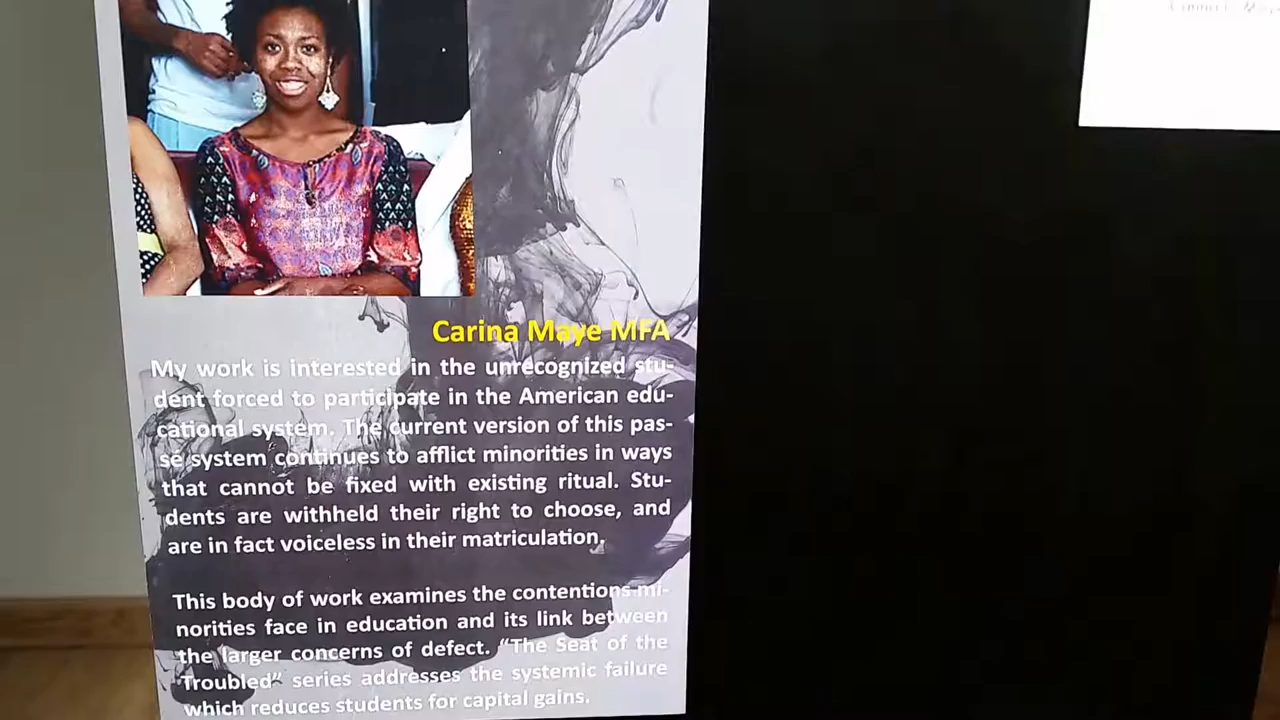 Carina Maye MFA
My work is interested in the unrecognized stu-
dent forced to participate in the American edu-
cational system. The current version of this pas-
sé system continues to afflict minorities in ways
that cannot be fixed with existing ritual. Stu-
dents are withheld their right to choose, and
are in fact voiceless in their matriculation.
This body of work examines the contentions mi-
norities face in education and its link between
the larger concerns of defect. “The Seat of the
Troubled” series addresses the systemic failure
which reduces students for capital gains.